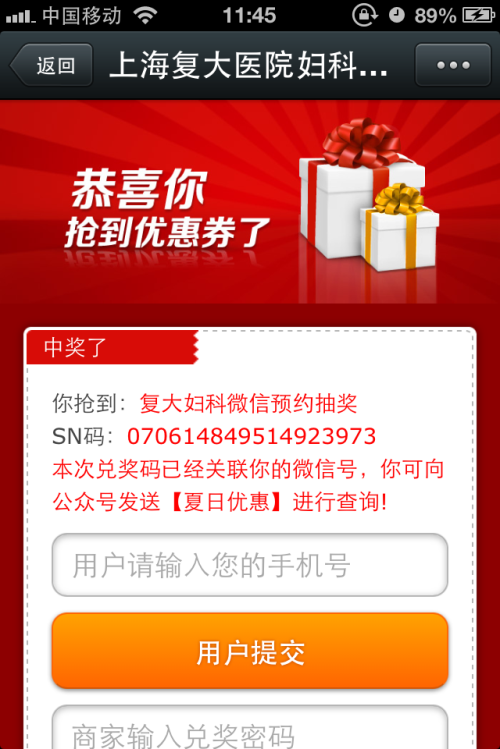 中国移动 11:45 89%
返回 上海复大医院妇科...
恭喜你
抢到优惠券了
中奖了
你抢到：复大妇科微信预约抽奖
SN码：070614849514923973
本次兑奖码已经关联你的微信号，你可向
公众号发送【夏日优惠】进行查询!
用户请输入您的手机号
用户提交
商家输入兑奖密码